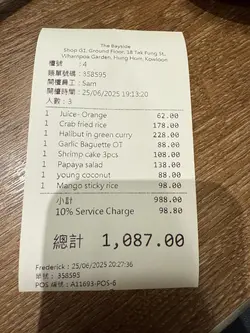 The Bayside
Shop G1, Ground Floor, 18 Tak Fung St.,
Whampoa Garden, Hung Hom, Kowloon
檯號 : 4
賬單號碼 : 358595
開檯員工 : Sam
開檯時間 : 25/06/2025 19:13:20
人數 : 3
1 Juice-Orange 62.00
1 Crab fried rice 178.00
1 Halibut in green curry 228.00
1 Garlic Baguette OT 88.00
1 Shrimp cake 3pcs 108.00
1 Papaya salad 138.00
1 young coconut 88.00
1 Mango sticky rice 98.00
小計 988.00
10% Service Charge 98.80
總計 1,087.00
Frederick : 25/06/2025 20:27:36
單號 : 358595
POS 編號 : A11693-POS-6